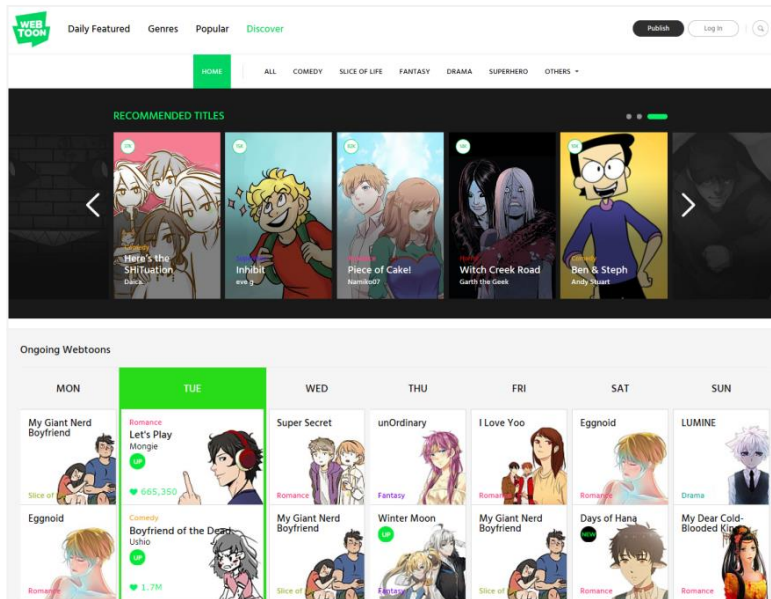 WEB
TOON
Daily Featured
Genres
Popular
Discover
Publish
Log In
HOME
ALL
COMEDY
SLICE OF LIFE
FANTASY
DRAMA
SUPERHERO
OTHERS
RECOMMENDED TITLES
Comedy
Here's the
SHiTuation
Daica.
Inhibit
eve g
Romance
Piece of Cake!
Namiko07
Horror
Witch Creek Road
Garth the Geek
Comedy
Ben & Steph
Andy Stuart
Ongoing Webtoons
MON
TUE
WED
THU
FRI
SAT
SUN
My Giant Nerd
Boyfriend
Slice of
Romance
Let's Play
Mongie
UP
665,350
Super Secret
Romance
unOrdinary
Fantasy
I Love Yoo
Romance
Eggnoid
Romance
LUMINE
Drama
Eggnoid
Romance
Comedy
Boyfriend of the Dead
Ushio
UP
1.7M
My Giant Nerd
Boyfriend
Slice of
Winter Moon
UP
Fantasy
My Giant Nerd
Boyfriend
Slice of
Days of Hana
NEW
Romance
My Dear Cold-
Blooded King
Romance